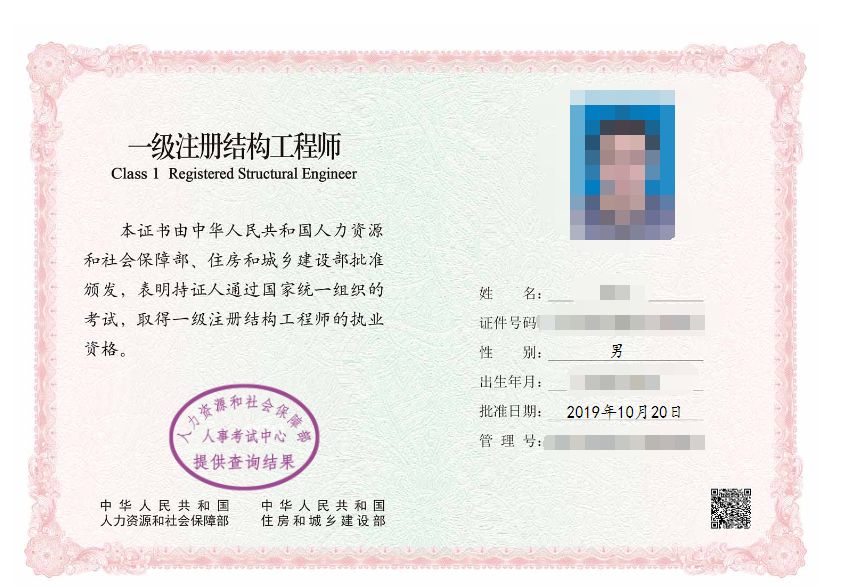 一级注册结构工程师
Class 1 Registered Structural Engineer
本证书由中华人民共和国人力资源
和社会保障部、住房和城乡建设部批准
颁发，表明持证人通过国家统一组织的
考试，取得一级注册结构工程师的执业
资格。
人力资源和社会保障部
人事考试中心
提供查询结果
中华人民共和国
人力资源和社会保障部
中华人民共和国
住房和城乡建设部
姓 名：
证件号码
性 别：男
出生年月：
批准日期：2019年10月20日
管 理 号：